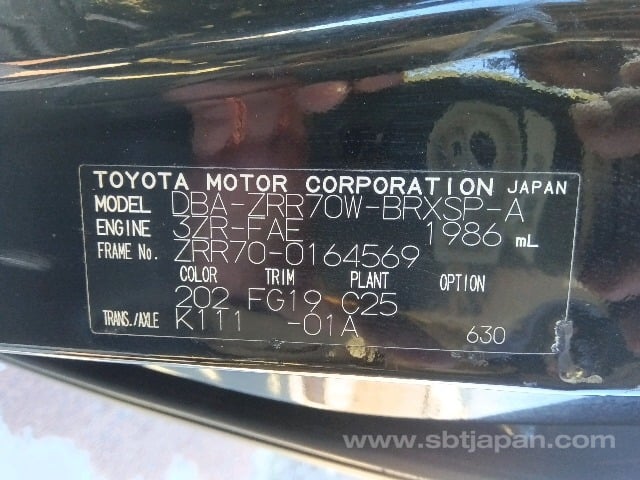 TOYOTA MOTOR CORPORATION JAPAN
MODEL DBA-ZRR70W-BRXSP-A
ENGINE 3ZR-FAE 1986 mL
FRAME No. ZRR70-0164569
COLOR TRIM PLANT OPTION
202 FG19 C25
TRANS./AXLE K111 -01A 630
www.sbtjapan.com